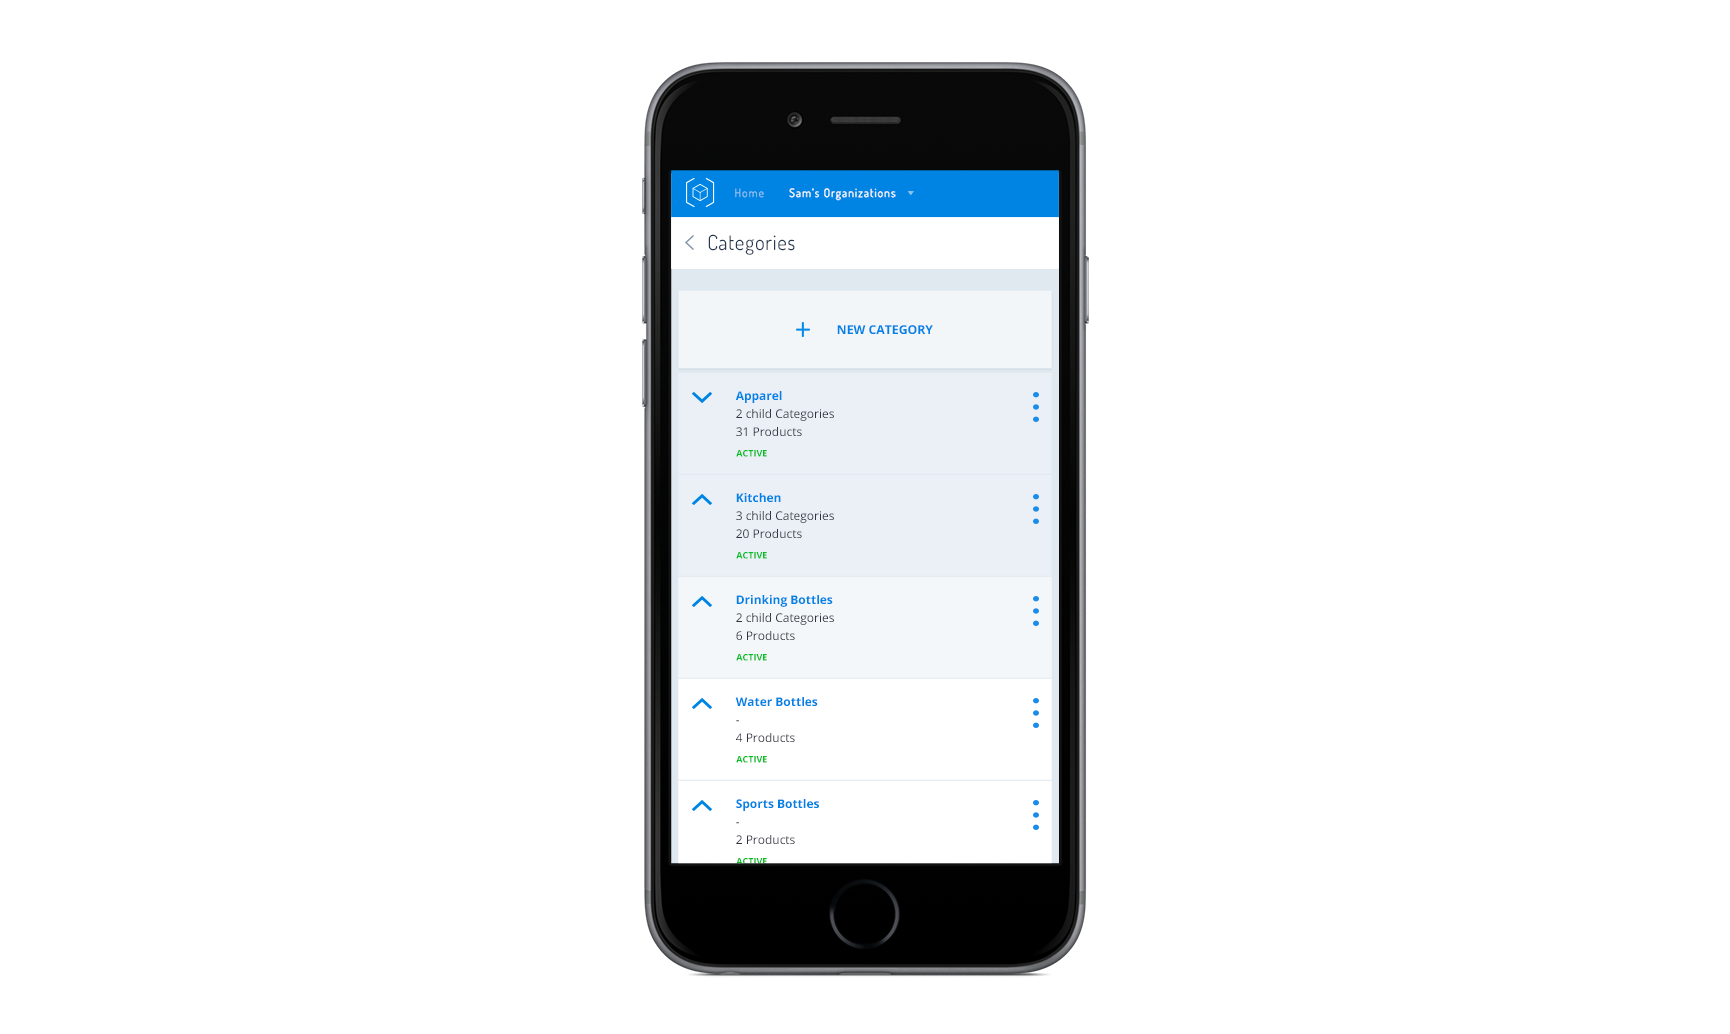 Home Sam's Organizations
Categories
NEW CATEGORY
Apparel
2 child Categories
31 Products
ACTIVE
Kitchen
3 child Categories
20 Products
ACTIVE
Drinking Bottles
2 child Categories
6 Products
ACTIVE
Water Bottles
-
4 Products
ACTIVE
Sports Bottles
-
2 Products
ACTIVE